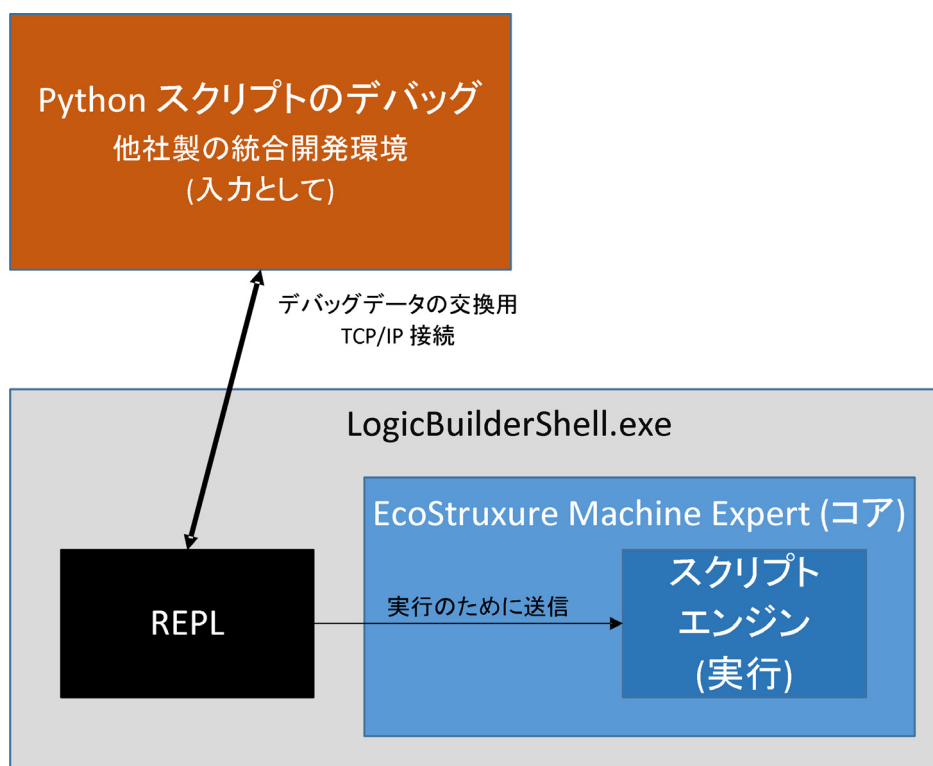 Python スクリプトのデバッグ
他社製の統合開発環境
(入力として)
デバッグデータの交換用
TCP/IP 接続
LogicBuilderShell.exe
EcoStruxure Machine Expert (コア)
REPL
実行のために送信
スクリプト
エンジン
(実行)